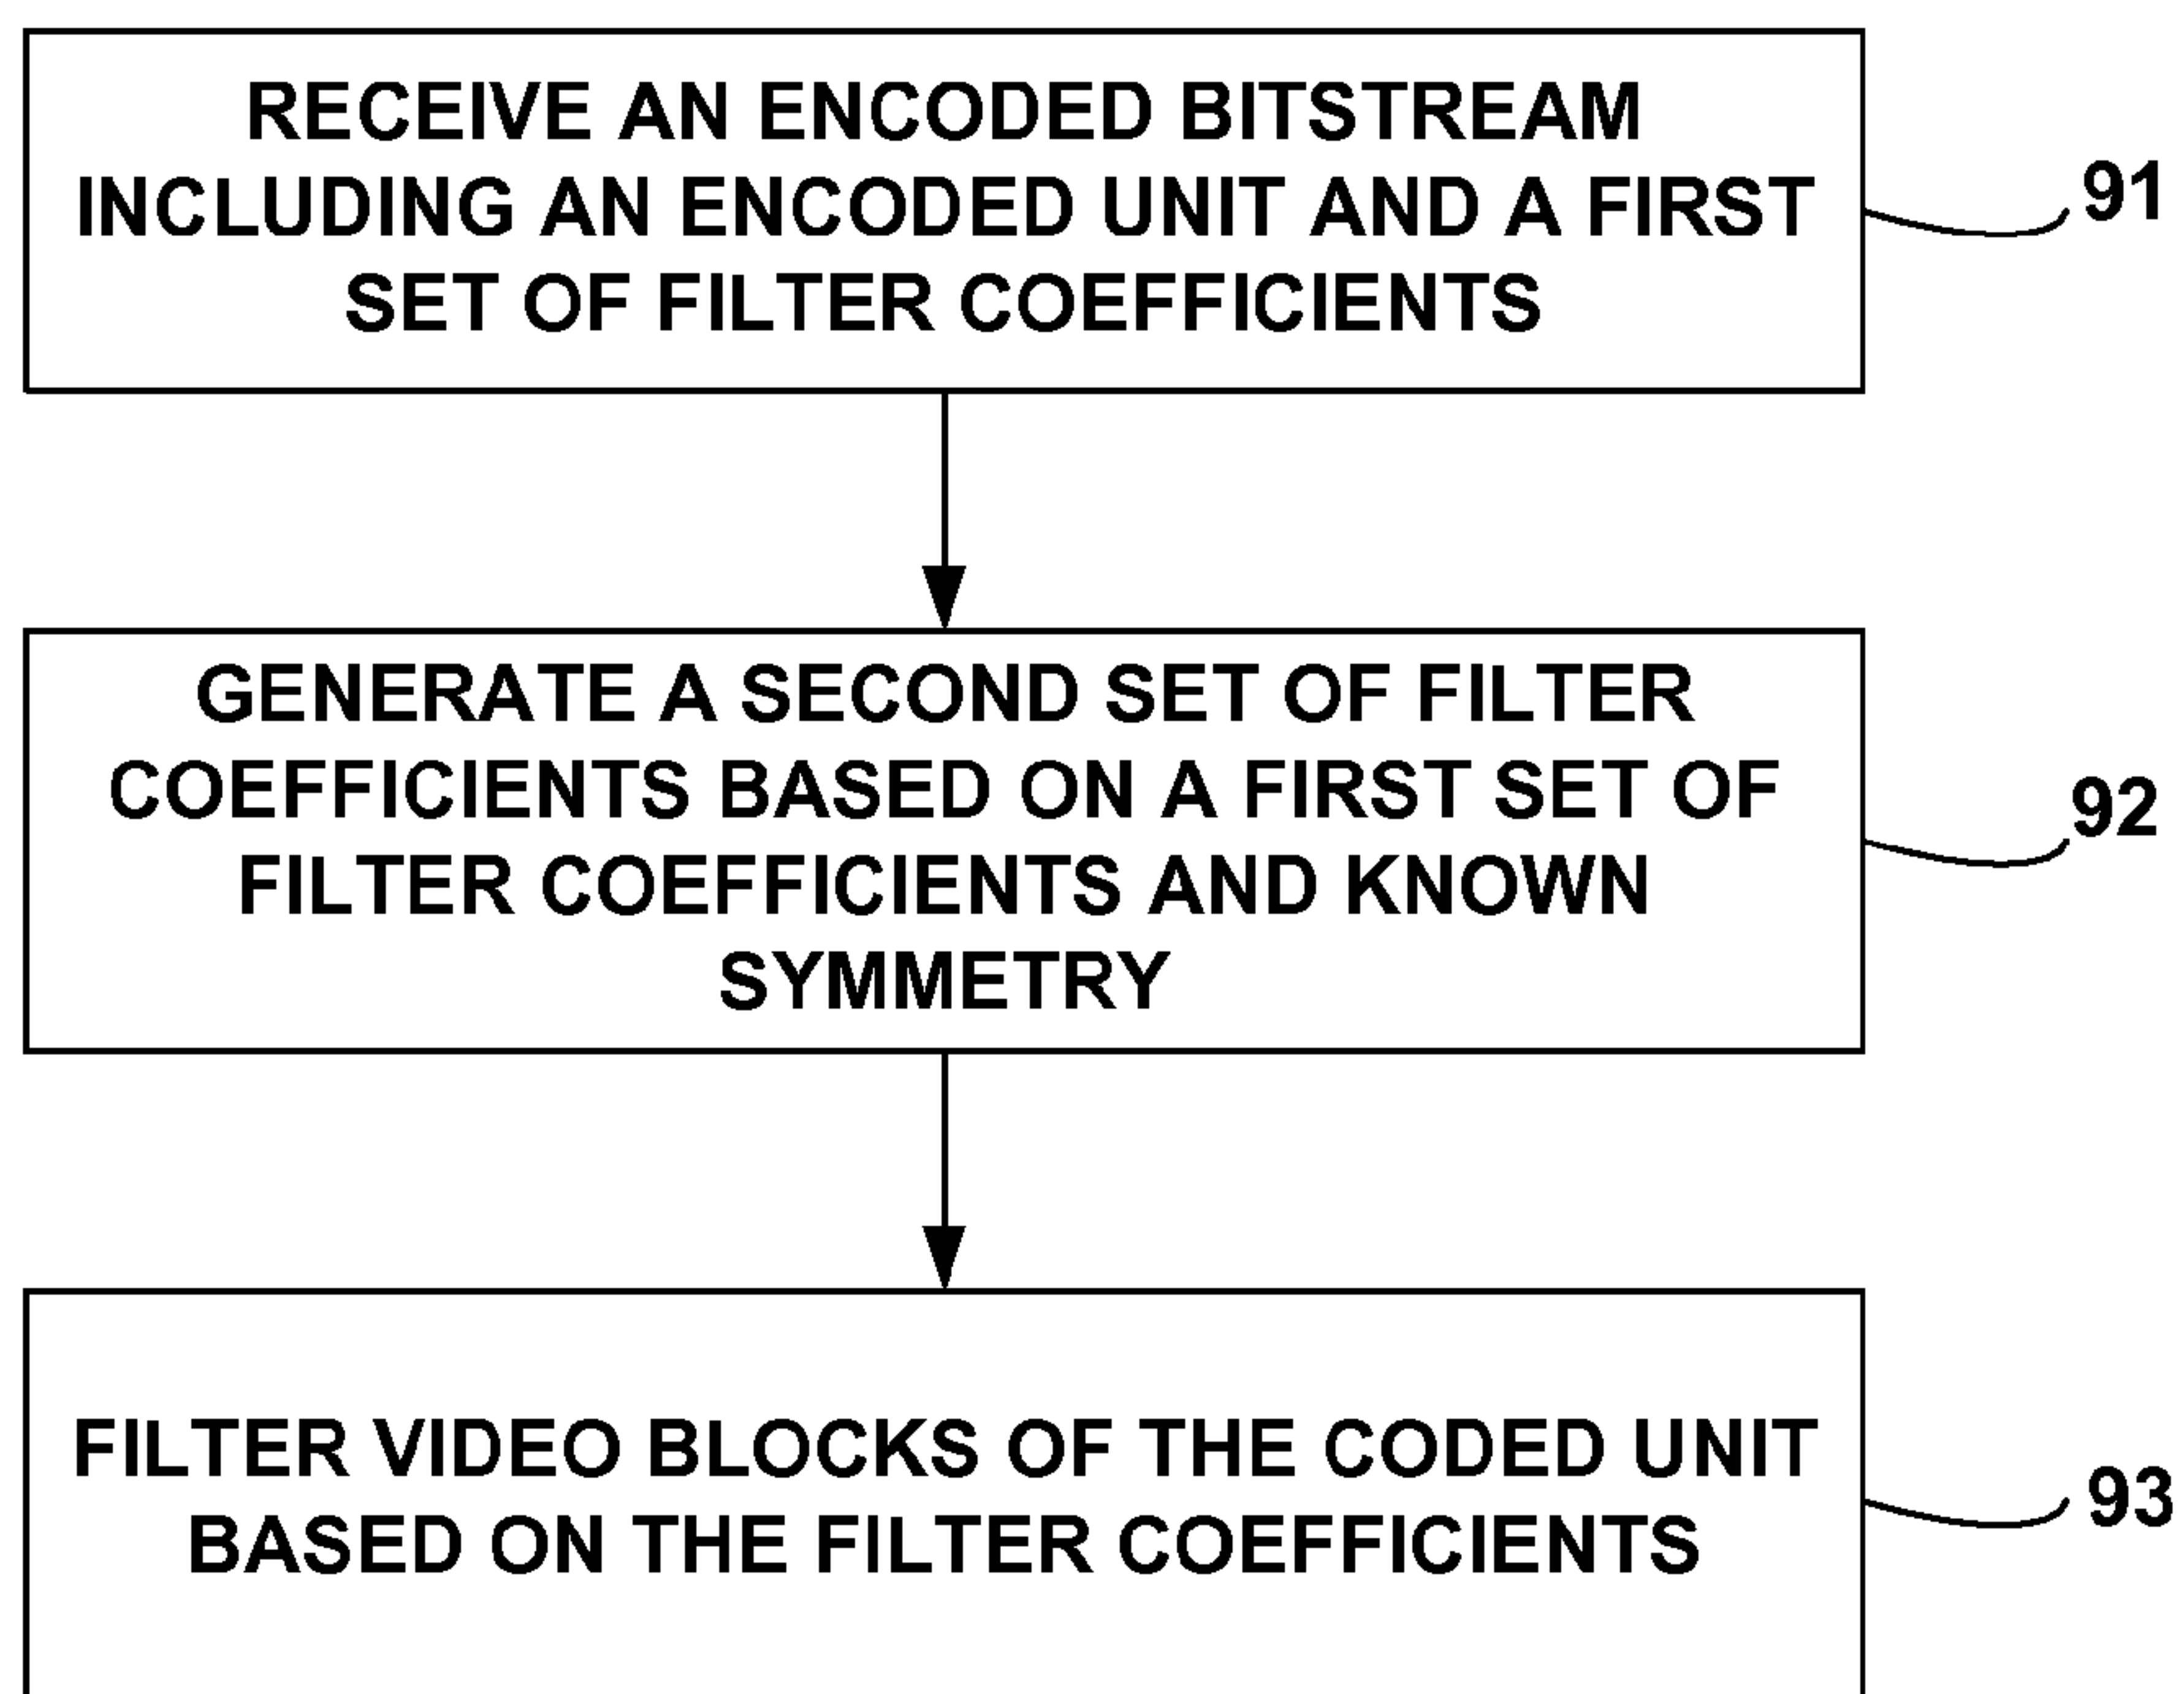 RECEIVE AN ENCODED BITSTREAM
INCLUDING AN ENCODED UNIT AND A FIRST
SET OF FILTER COEFFICIENTS
91
GENERATE A SECOND SET OF FILTER
COEFFICIENTS BASED ON A FIRST SET OF
FILTER COEFFICIENTS AND KNOWN
SYMMETRY
92
FILTER VIDEO BLOCKS OF THE CODED UNIT
BASED ON THE FILTER COEFFICIENTS
93